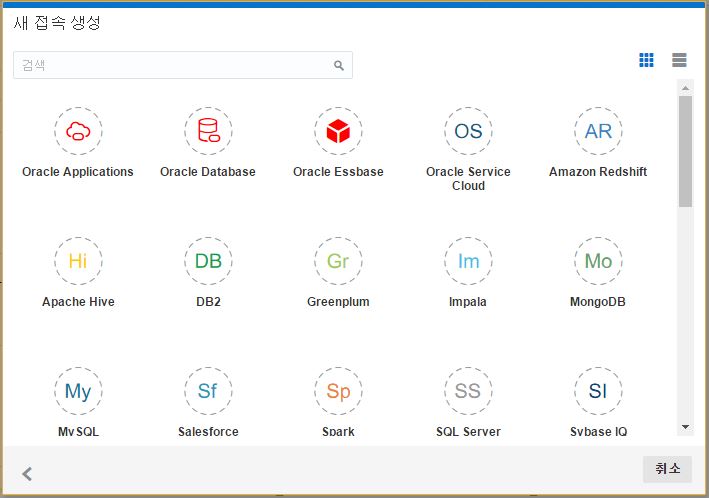 새 접속 생성
검색
OS
AR
Oracle Applications
Oracle Database
Oracle Essbase
Oracle Service
Cloud
Amazon Redshift
Hi
DB
Gr
Im
Mo
Apache Hive
DB2
Greenplum
Impala
MongoDB
My
Sf
Sp
SS
SI
MySQL
Salesforce
Spark
SQL Server
Sybase IQ
취소